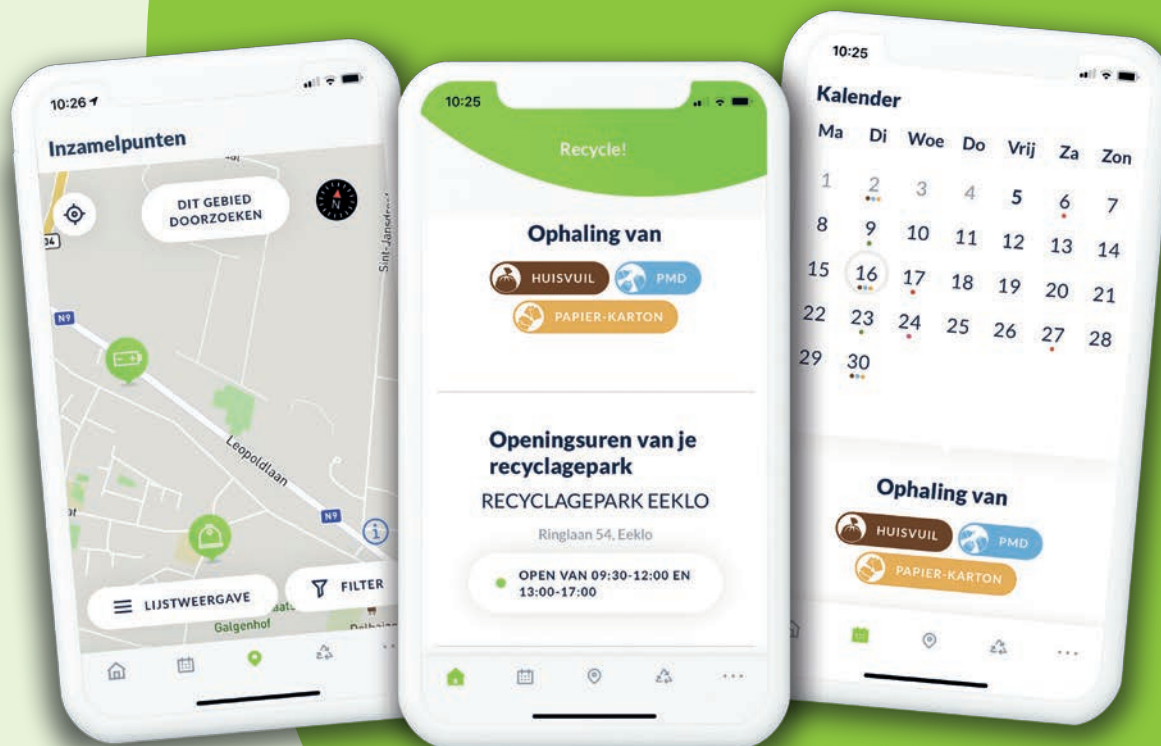 10:26
Inzamelpunten
DIT GEBIED
DOORZOEKEN
N
Sint-Jansdreef
N9
Leopoldlaan
N9
LIJSTWEERGAVE
FILTER
Galgenhof
10:25
Recycle!
Ophaling van
HUISVUIL
PMD
PAPIER-KARTON
Openingsuren van je
recyclagepark
RECYCLAGEPARK EEKLO
Ringlaan 54, Eeklo
OPEN VAN 09:30-12:00 EN
13:00-17:00
10:25
Kalender
Ma Di Woe Do Vrij Za Zon
1 2 3 4 5 6 7
8 9 10 11 12 13 14
15 16 17 18 19 20 21
22 23 24 25 26 27 28
29 30
Ophaling van
HUISVUIL
PMD
PAPIER-KARTON